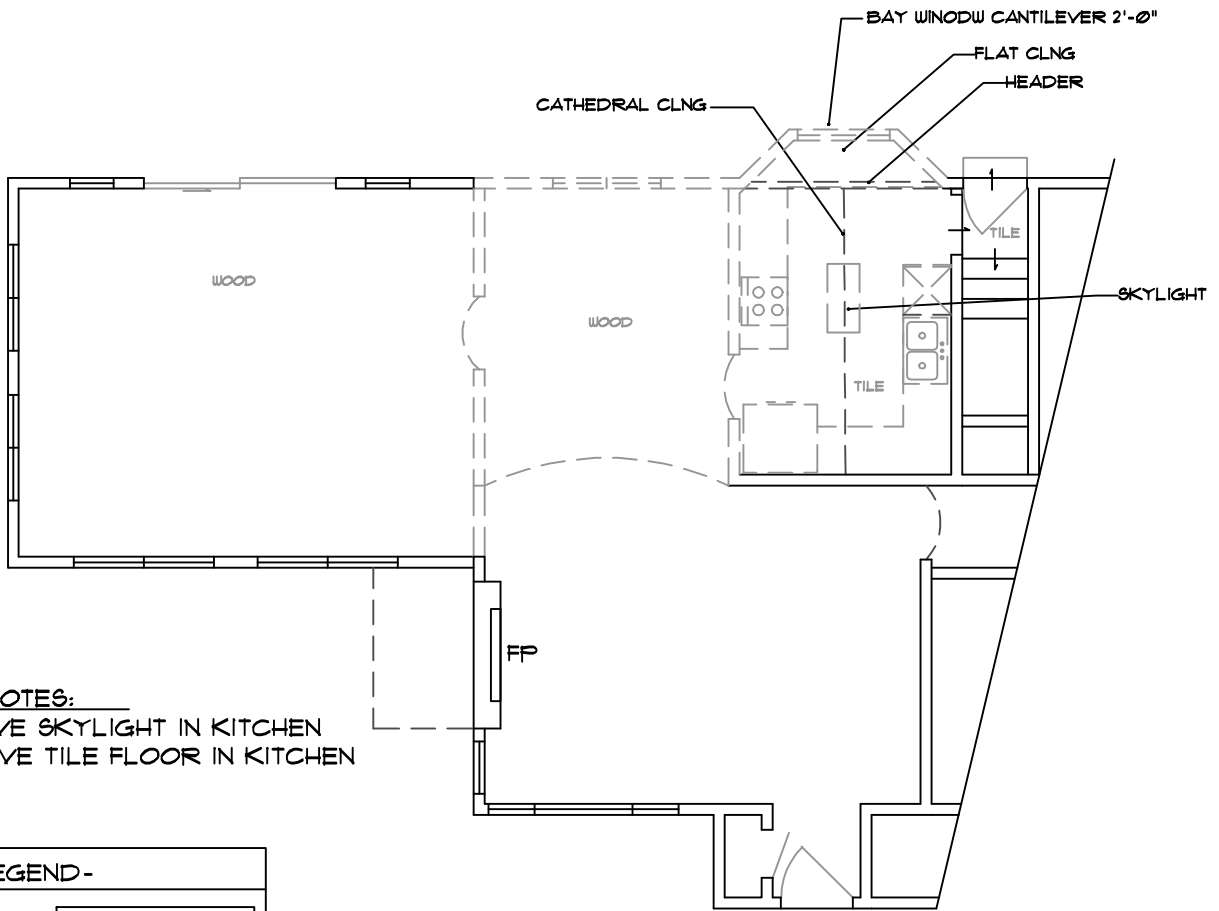 BAY WINODW CANTILEVER 2'-0"
FLAT CLNG
HEADER
CATHEDRAL CLNG
TILE
WOOD
SKYLIGHT
WOOD
TILE
FP
OTES:
VE SKYLIGHT IN KITCHEN
VE TILE FLOOR IN KITCHEN
EGEND-